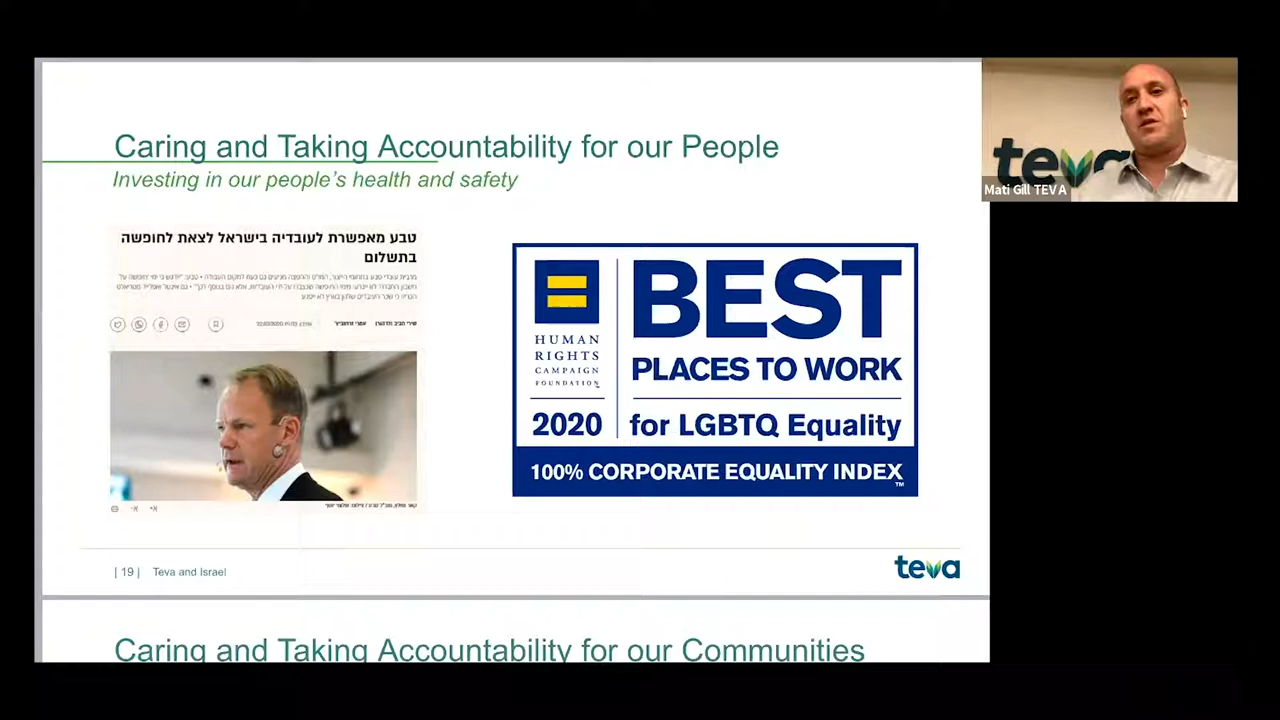 Caring and Taking Accountability for our People
Investing in our people's health and safety
teva
Mati Gill TEVA
טבע מאפשרת לעובדיה בישראל לצאת לחופשה
בתשלום
HUMAN
RIGHTS
CAMPAIGN
FOUNDATION™
2020
BEST
PLACES TO WORK
for LGBTQ Equality
100% CORPORATE EQUALITY INDEX™
| 19 | Teva and Israel
teva
Caring and Taking Accountability for our Communities